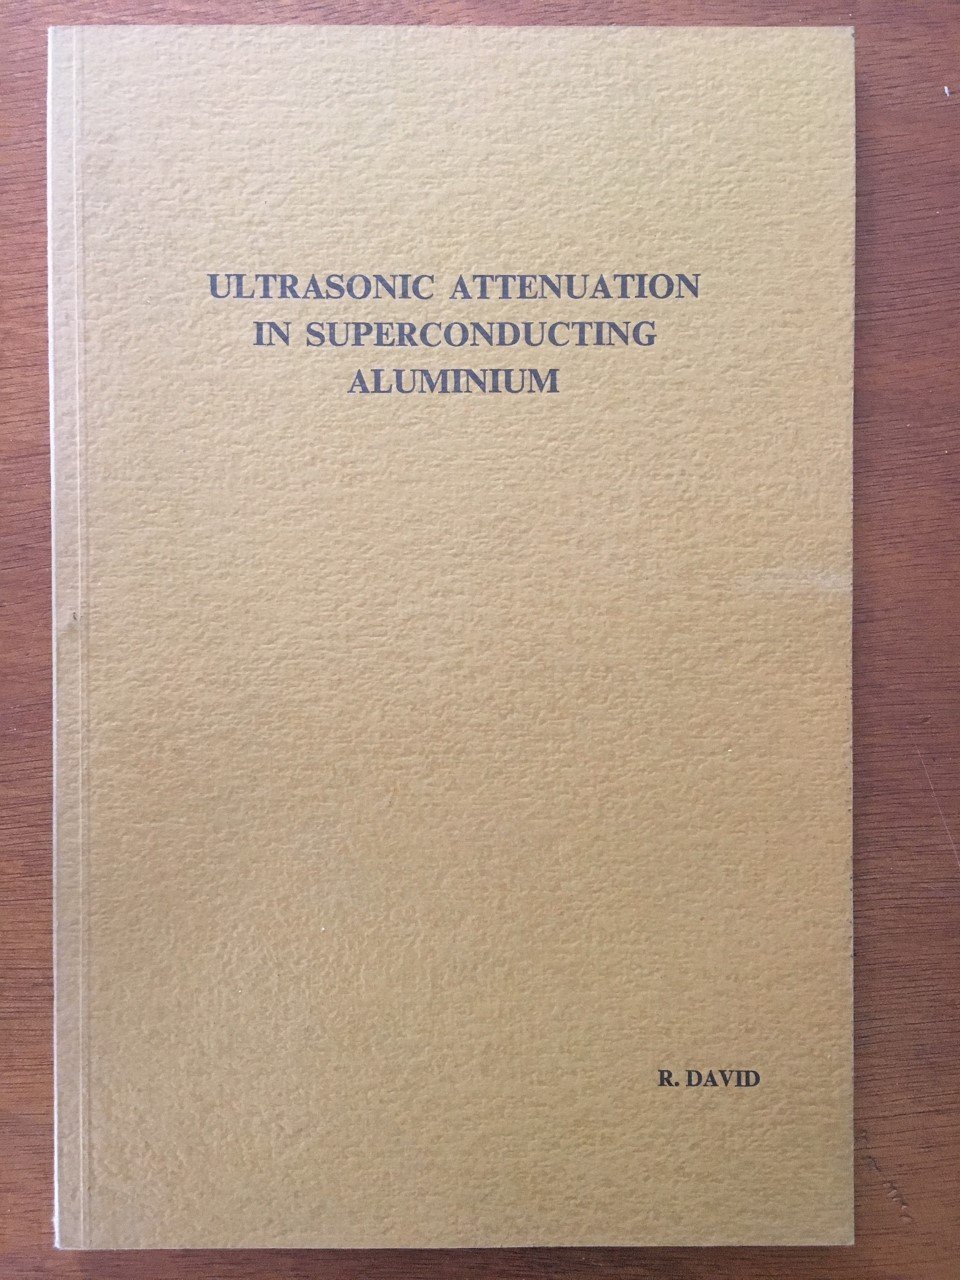 ULTRASONIC ATTENUATION
IN SUPERCONDUCTING
ALUMINIUM
R. DAVID